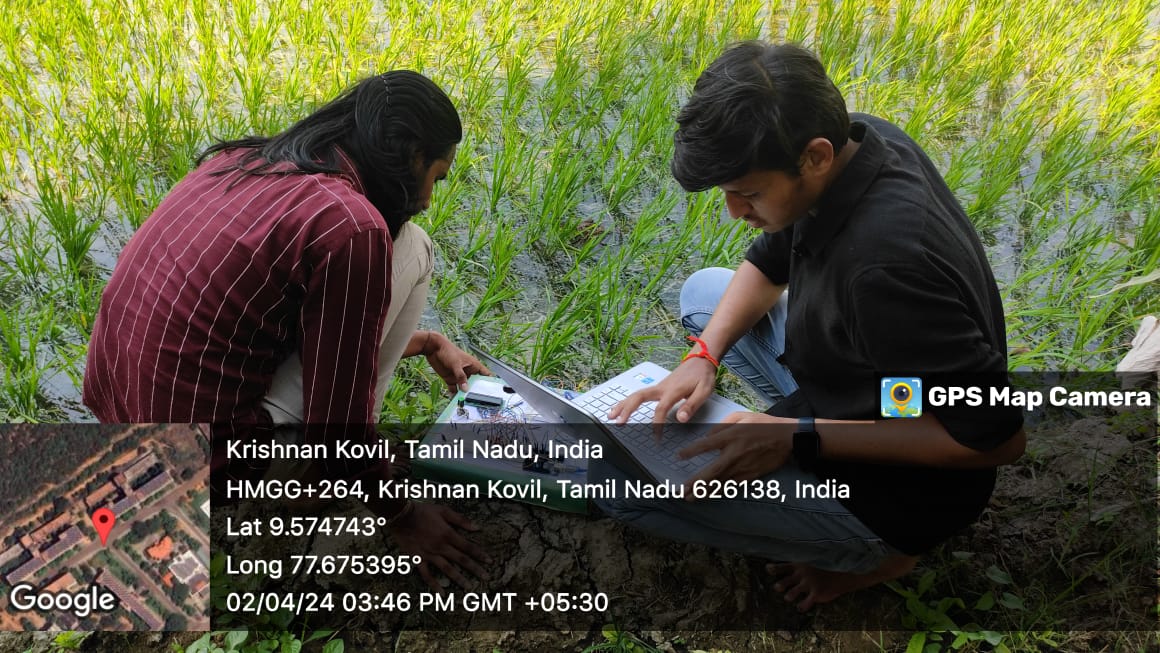 GPS Map Camera
Krishnan Kovil, Tamil Nadu, India
HMGG+264, Krishnan Kovil, Tamil Nadu 626138, India
Lat 9.574743°
Long 77.675395°
02/04/24 03:46 PM GMT +05:30
Google